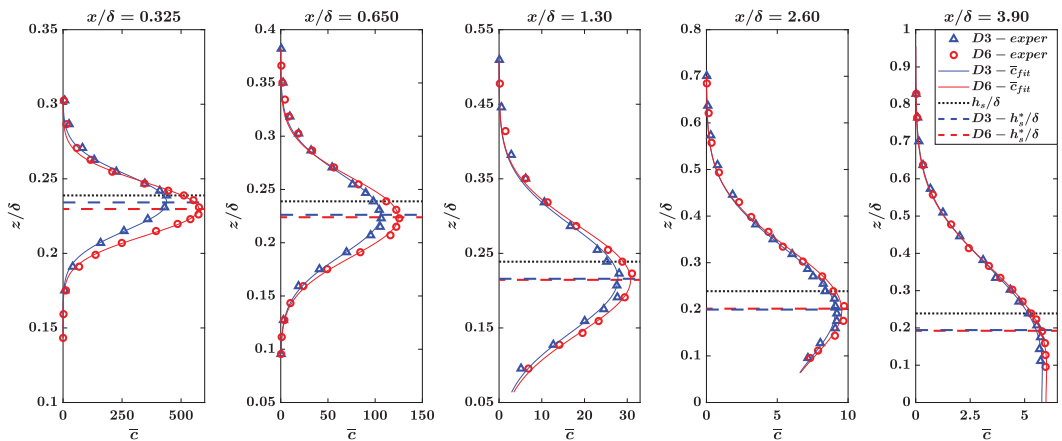 x/δ = 0.325
x/δ = 0.650
x/δ = 1.30
x/δ = 2.60
x/δ = 3.90
0.35
0.3
0.25
0.2
0.15
0.1
z/δ
0 250 500
c̅
0.4
0.35
0.3
0.25
0.2
0.15
0.1
0.05
z/δ
0 50 100 150
c̅
0.55
0.45
0.35
0.25
0.15
0.05
z/δ
0 10 20 30
c̅
0.8
0.7
0.6
0.5
0.4
0.3
0.2
0.1
0
z/δ
0 5 10
c̅
1
0.9
0.8
0.7
0.6
0.5
0.4
0.3
0.2
0.1
0
z/δ
0 2.5 5
c̅
D3 − exper
D6 − exper
D3 − c̅fit
D6 − c̅fit
hs/δ
D3 − hs*/δ
D6 − hs*/δ